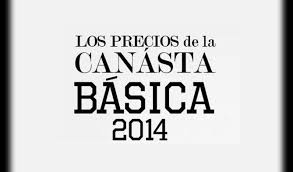 LOS PRECIOS de la
CANÁSTA
BÁSICA
2014